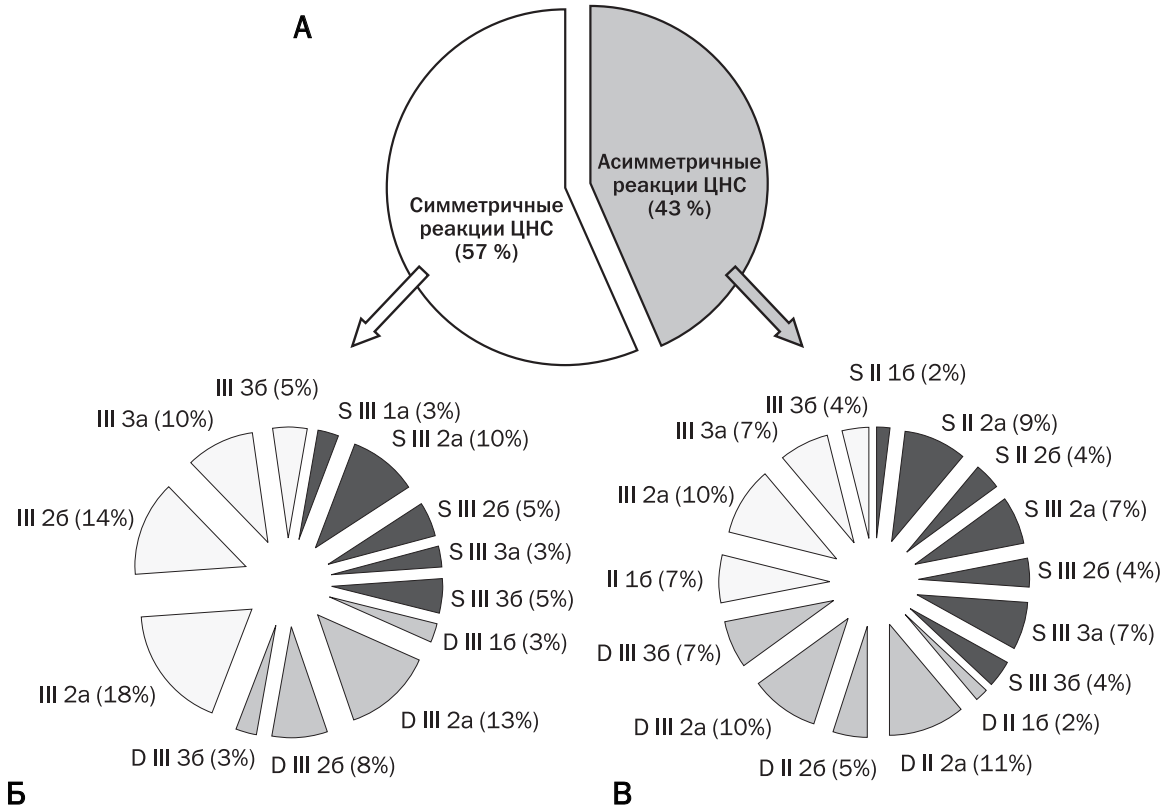 А
Асимметричные
реакции ЦНС
(43 %)
Симметричные
реакции ЦНС
(57 %)
III 3б (5%)
S III 1а (3%)
S III 2а (10%)
S III 2б (5%)
S III 3а (3%)
S III 3б (5%)
D III 1б (3%)
D III 2а (13%)
D III 2б (8%)
D III 3б (3%)
III 2а (18%)
III 2б (14%)
III 3а (10%)
Б
S II 1б (2%)
S II 2а (9%)
S II 2б (4%)
S III 2а (7%)
S III 2б (4%)
S III 3а (7%)
S III 3б (4%)
D II 1б (2%)
D II 2а (11%)
D II 2б (5%)
D III 2а (10%)
D III 3б (7%)
II 1б (7%)
III 2а (10%)
III 3а (7%)
III 3б (4%)
В